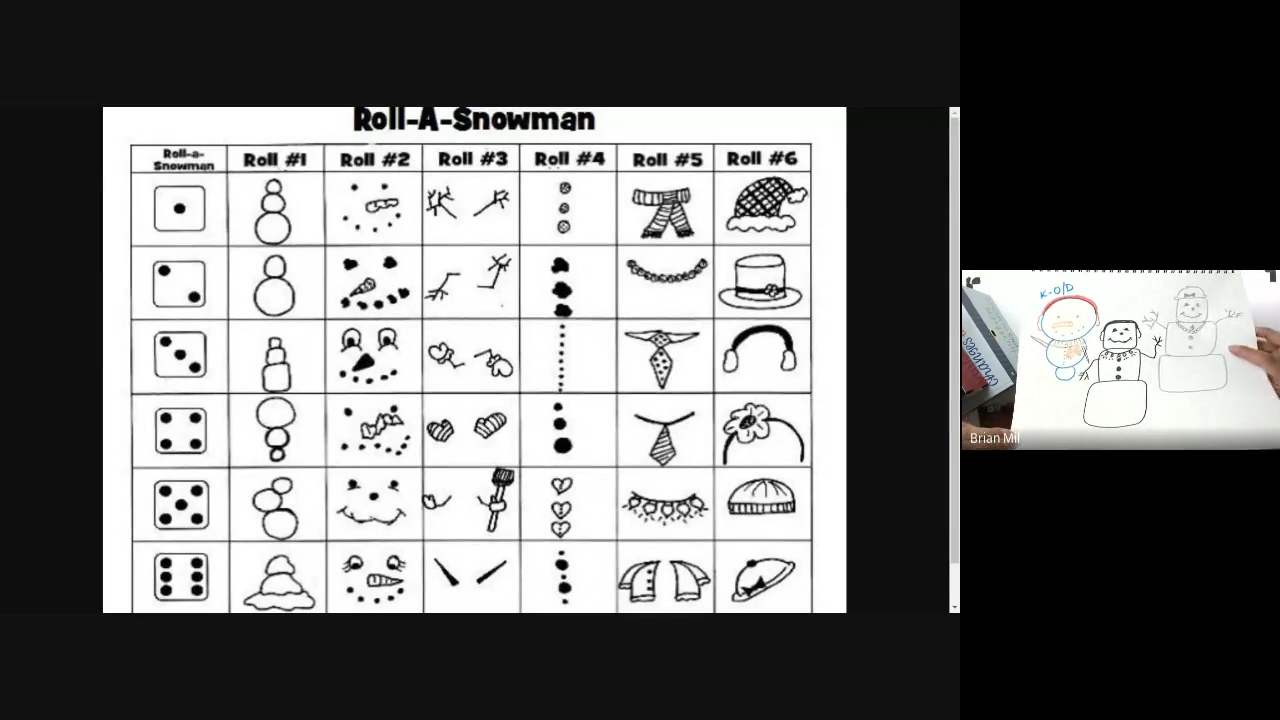 Roll-A-Snowman
Roll-a-
Snowman
Roll #1
Roll #2
Roll #3
Roll #4
Roll #5
Roll #6
K-O/D
Brian Mil